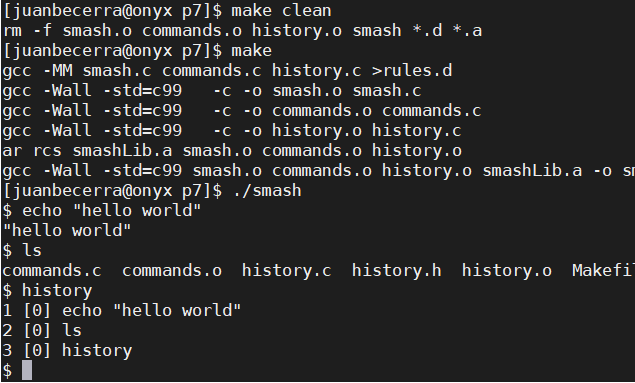 [juanbecerra@onyx p7]$ make clean
rm -f smash.o commands.o history.o smash *.d *.a
[juanbecerra@onyx p7]$ make
gcc -MM smash.c commands.c history.c >rules.d
gcc -Wall -std=c99   -c -o smash.o smash.c
gcc -Wall -std=c99   -c -o commands.o commands.c
gcc -Wall -std=c99   -c -o history.o history.c
ar rcs smashLib.a smash.o commands.o history.o
gcc -Wall -std=c99 smash.o commands.o history.o smashLib.a -o sm
[juanbecerra@onyx p7]$ ./smash
$ echo "hello world"
"hello world"
$ ls
commands.c  commands.o  history.c  history.h  history.o  Makefil
$ history
1 [0] echo "hello world"
2 [0] ls
3 [0] history
$